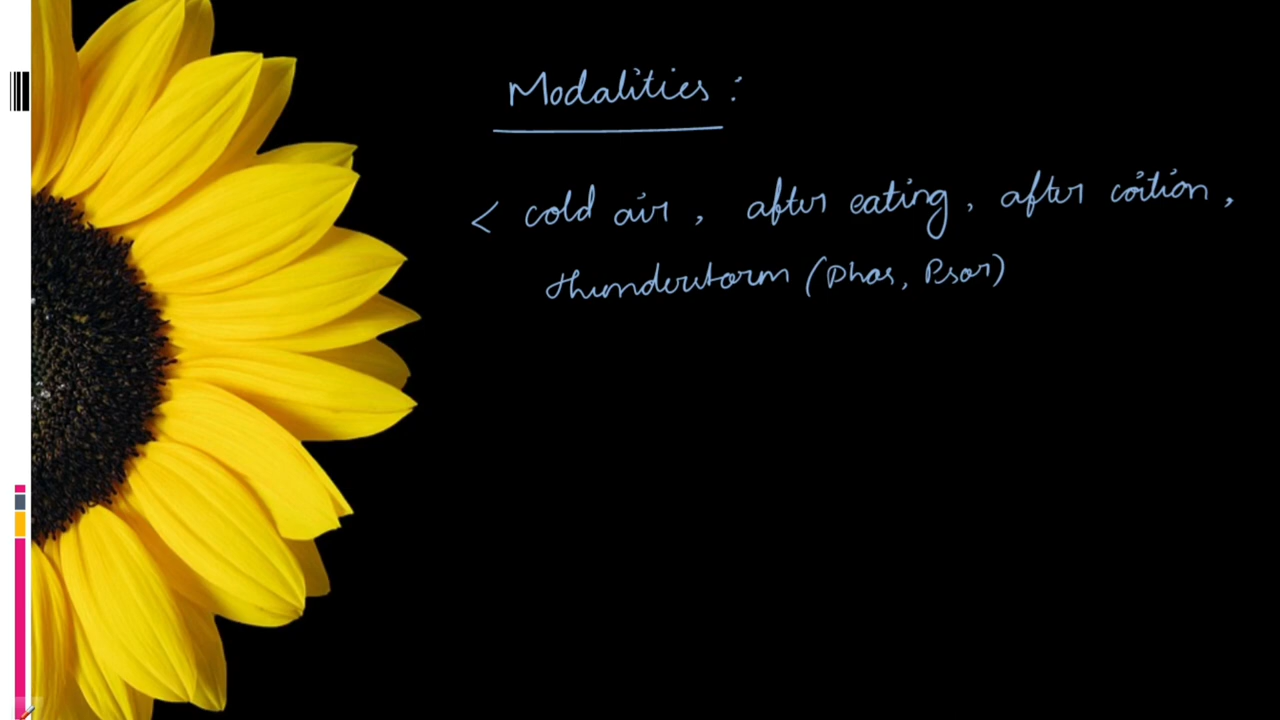 Modalities :
< cold air, after eating, after coition,
thunderstorm (Phos, Psor)